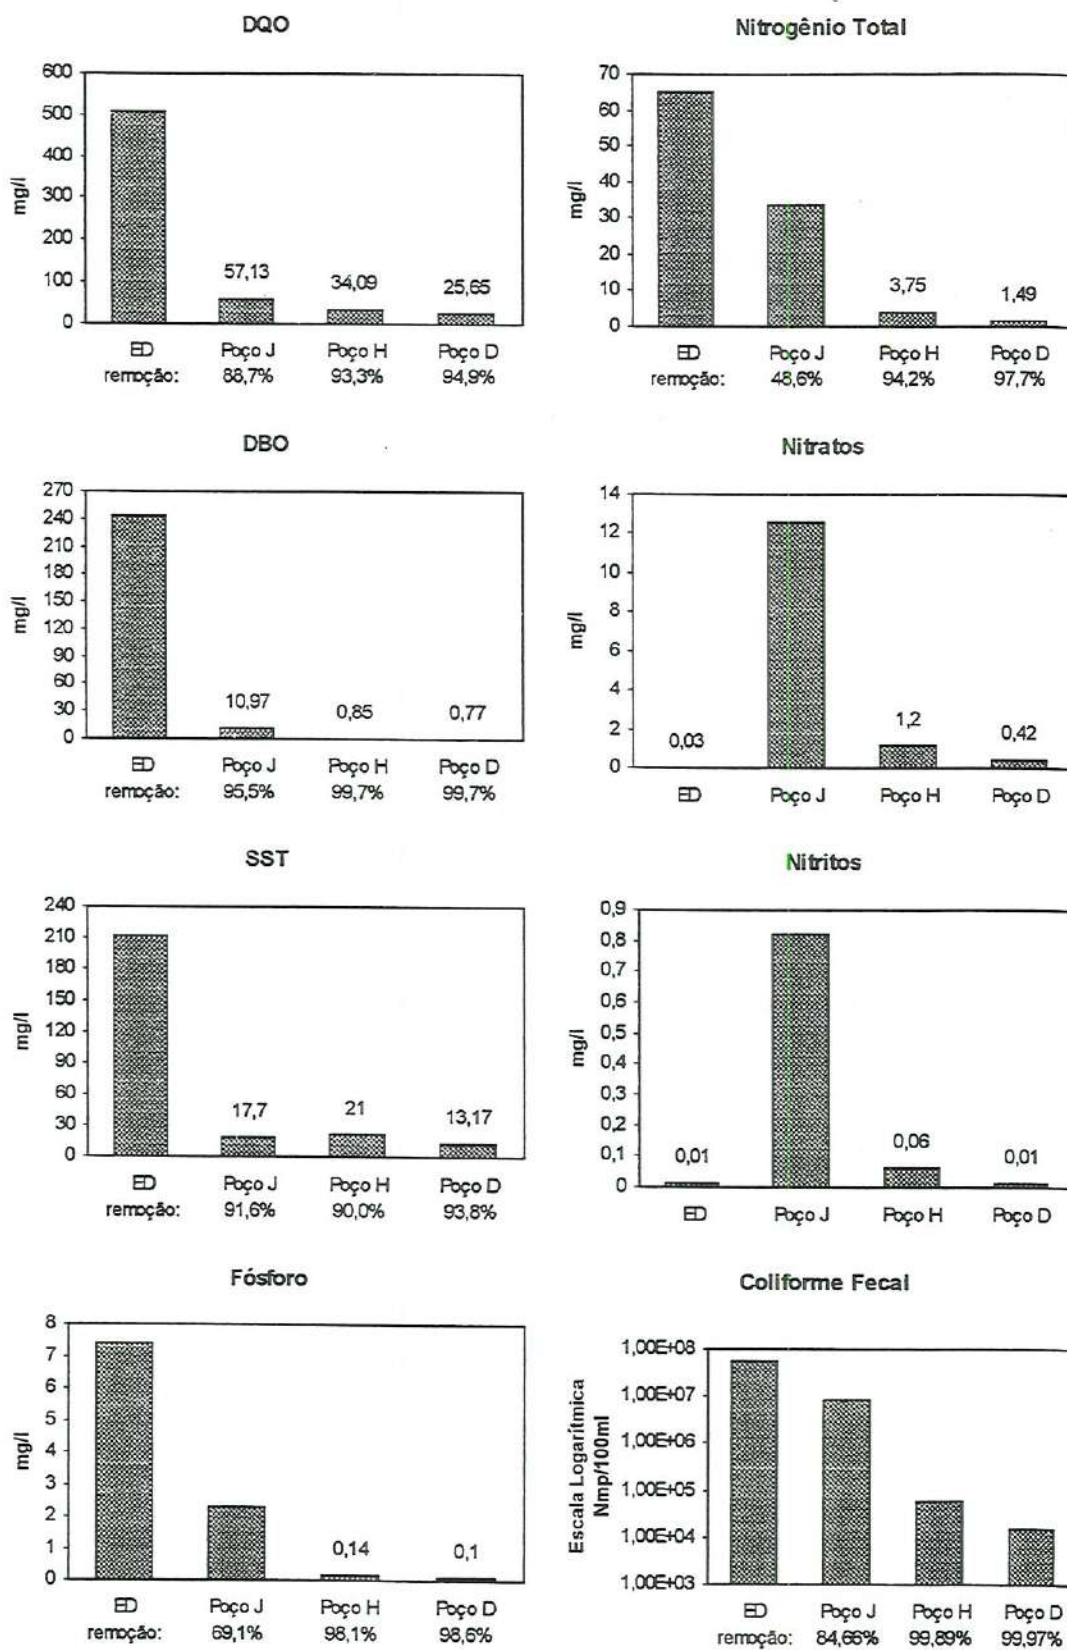 DQO
600
500
400
300
200
100
0
mg/l
57,13
34,09
25,65
ED Poço J Poço H Poço D
remoção: 88,7% 93,3% 94,9%
Nitrogênio Total
70
60
50
40
30
20
10
0
mg/l
3,75
1,49
ED Poço J Poço H Poço D
remoção: 48,6% 94,2% 97,7%
DBO
270
240
210
180
150
120
90
60
30
0
mg/l
10,97
0,85
0,77
ED Poço J Poço H Poço D
remoção: 95,5% 99,7% 99,7%
Nitratos
14
12
10
8
6
4
2
0
mg/l
0,03
1,2
0,42
ED Poço J Poço H Poço D
SST
240
210
180
150
120
90
60
30
0
mg/l
17,7
21
13,17
ED Poço J Poço H Poço D
remoção: 91,6% 90,0% 93,8%
Nitritos
0,9
0,8
0,7
0,6
0,5
0,4
0,3
0,2
0,1
0
mg/l
0,01
0,06
0,01
ED Poço J Poço H Poço D
Fósforo
8
7
6
5
4
3
2
1
0
mg/l
0,14
0,1
ED Poço J Poço H Poço D
remoção: 69,1% 98,1% 98,6%
Coliforme Fecal
1,00E+08
1,00E+07
1,00E+06
1,00E+05
1,00E+04
1,00E+03
Escala Logarítmica
Nmp/100ml
ED Poço J Poço H Poço D
remoção: 84,66% 99,89% 99,97%